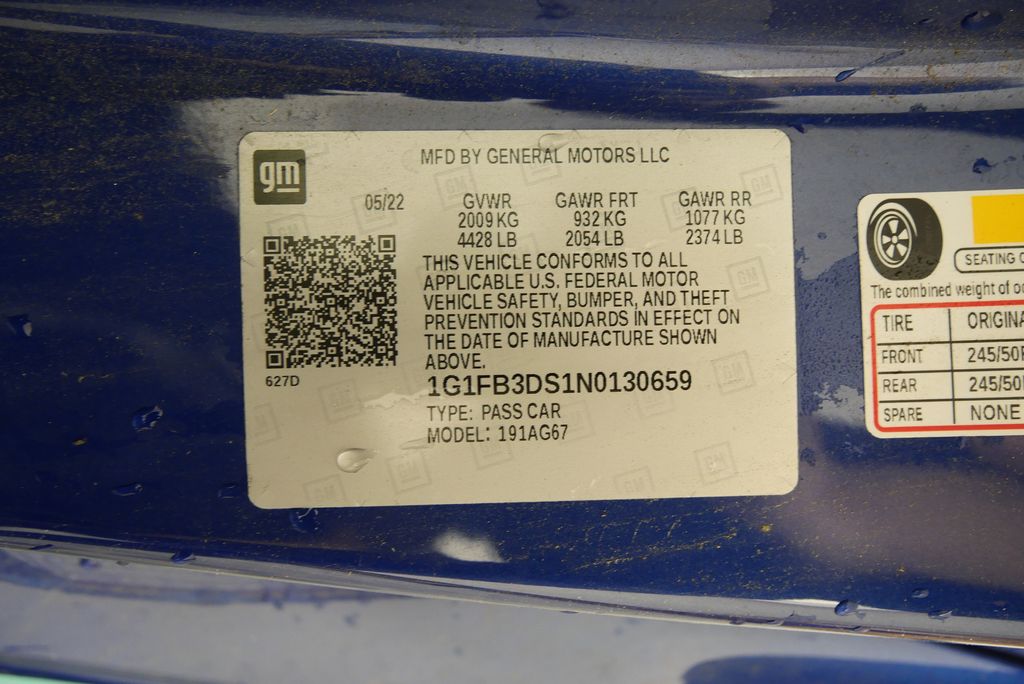 gm
MFD BY GENERAL MOTORS LLC
05/22 GVWR GAWR FRT GAWR RR
2009 KG 932 KG 1077 KG
4428 LB 2054 LB 2374 LB
THIS VEHICLE CONFORMS TO ALL
APPLICABLE U.S. FEDERAL MOTOR
VEHICLE SAFETY, BUMPER, AND THEFT
PREVENTION STANDARDS IN EFFECT ON
THE DATE OF MANUFACTURE SHOWN
ABOVE.
627D
1G1FB3DS1N0130659
TYPE: PASS CAR
MODEL: 191AG67
SEATING
The combined weight of
TIRE
FRONT 245/50
REAR 245/50
SPARE NONE